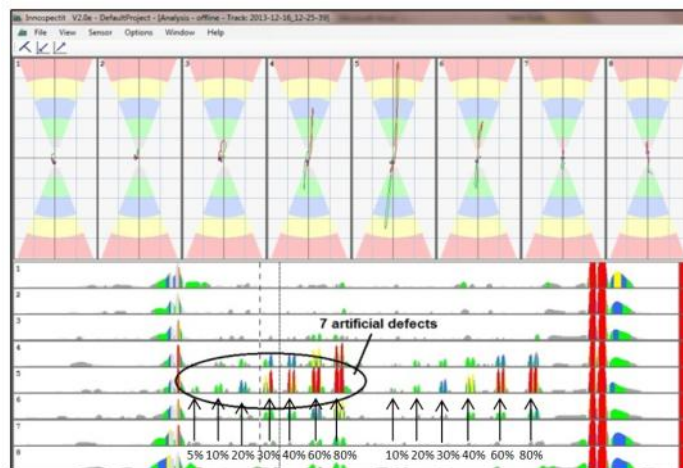 Innospectit V2.0e - DefaultProject - [Analysis - offline - Track: 2013-12-16_12-25-39]
File View Sensor Options Window Help
1 2 3 4 5 6 7 8
1
2
3
7 artificial defects
4
5
6
7
8
5% 10% 20% 30% 40% 60% 80% 10% 20% 30% 40% 60% 80%